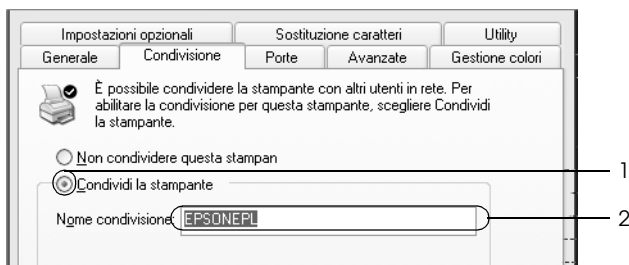 Impostazioni opzionali Sostituzione caratteri Utility
Generale Condivisione Porte Avanzate Gestione colori
È possibile condividere la stampante con altri utenti in rete. Per
abilitare la condivisione per questa stampante, scegliere Condividi
la stampante.
Non condividere questa stampan
1
Condividi la stampante
Nome condivisione: EPSONEPL 2